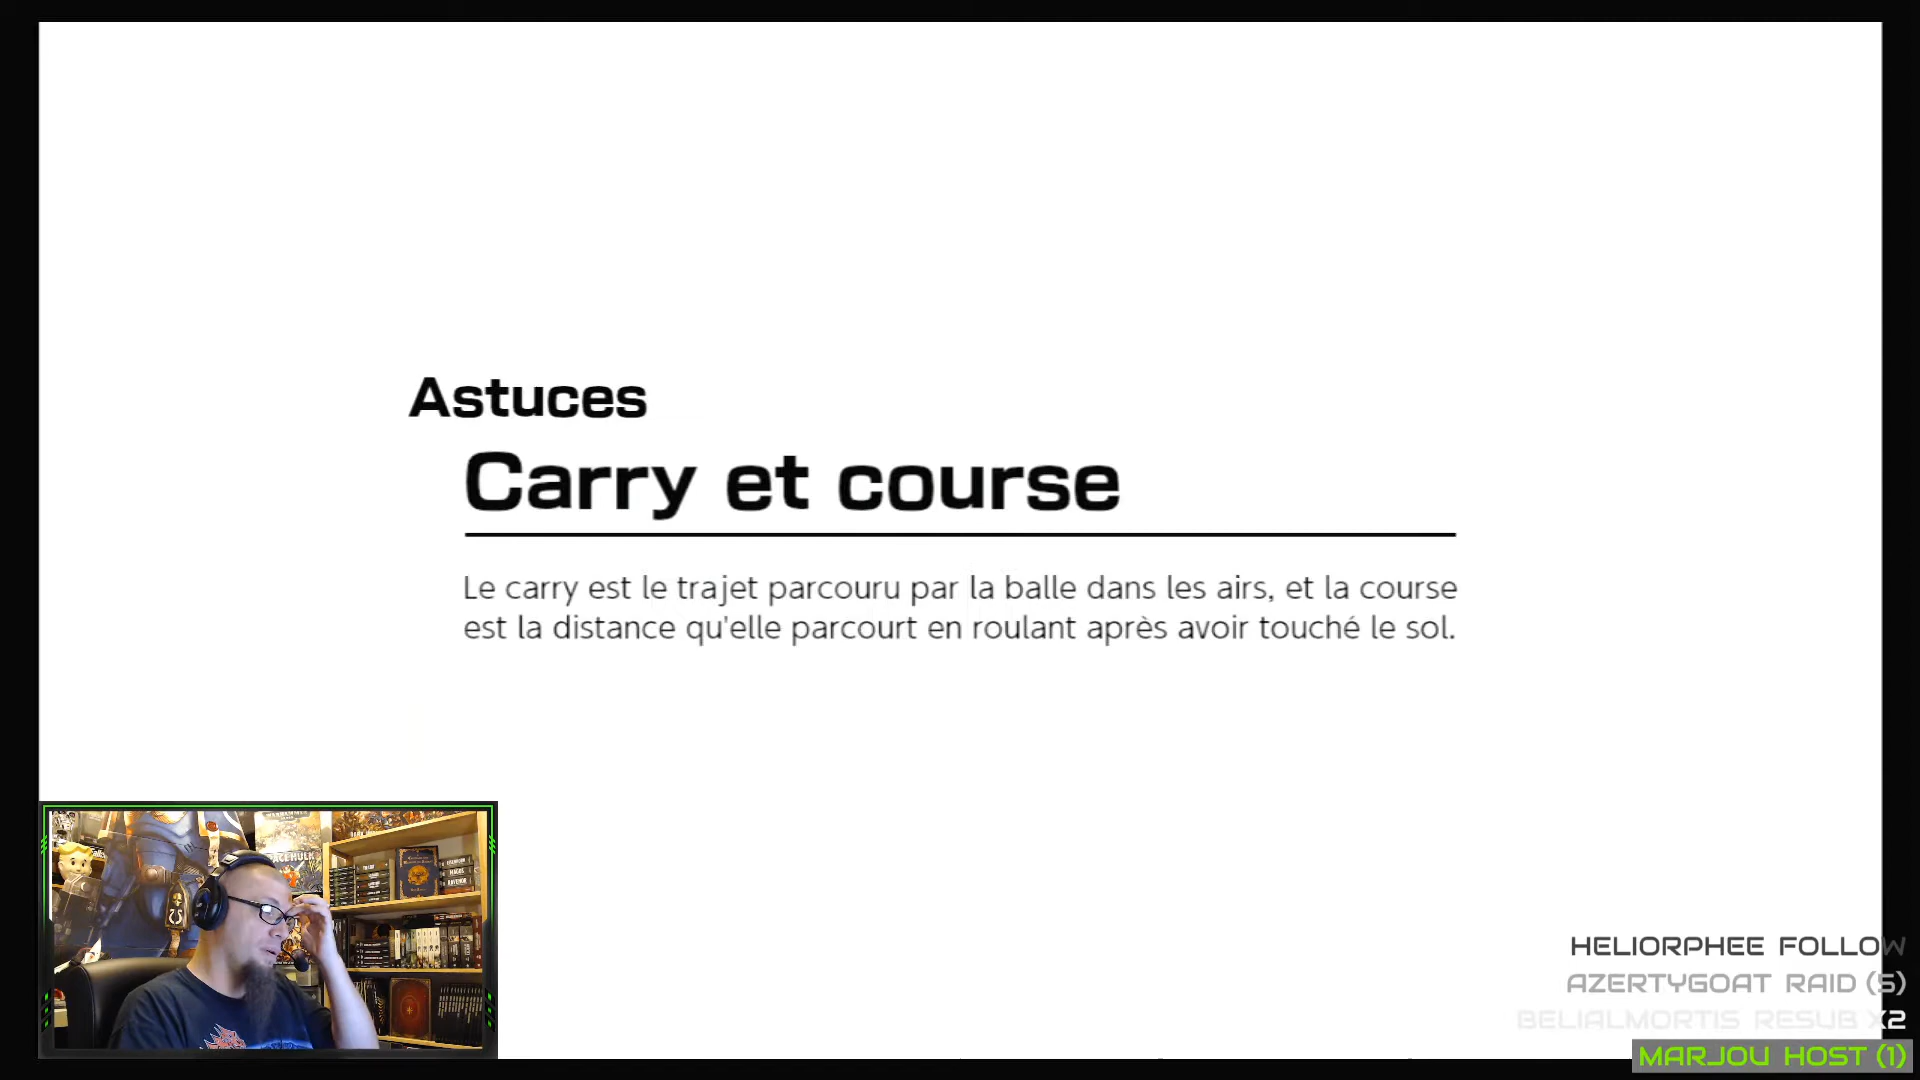 Astuces
Carry et course
Le carry est le trajet parcouru par la balle dans les airs, et la course
est la distance qu'elle parcourt en roulant après avoir touché le sol.
HELIORPHEE FOLLOW
AZERTYGOAT RAID (5)
BELIALMORTIS RESUB X2
MARJOU HOST (1)